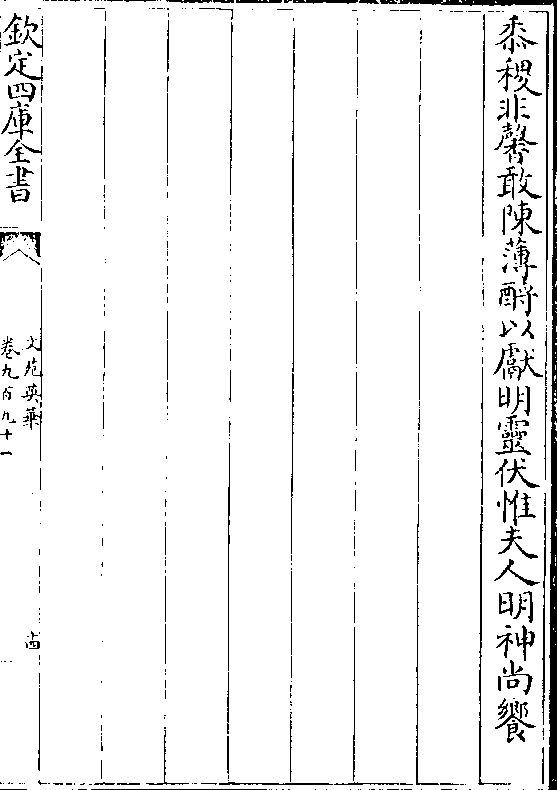 黍稷非馨敢陳薄酹以獻明靈伏惟夫人明神尚饗
欽定四庫全書
文苑英華
卷九百九十一
十四